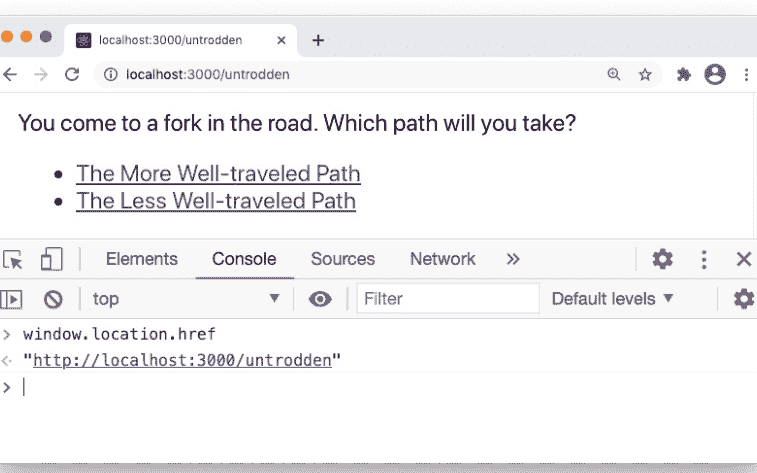 localhost:3000/untrodden
localhost:3000/untrodden
You come to a fork in the road. Which path will you take?
The More Well-traveled Path
The Less Well-traveled Path
Elements Console Sources Network
top Filter Default levels
window.location.href
"http://localhost:3000/untrodden"